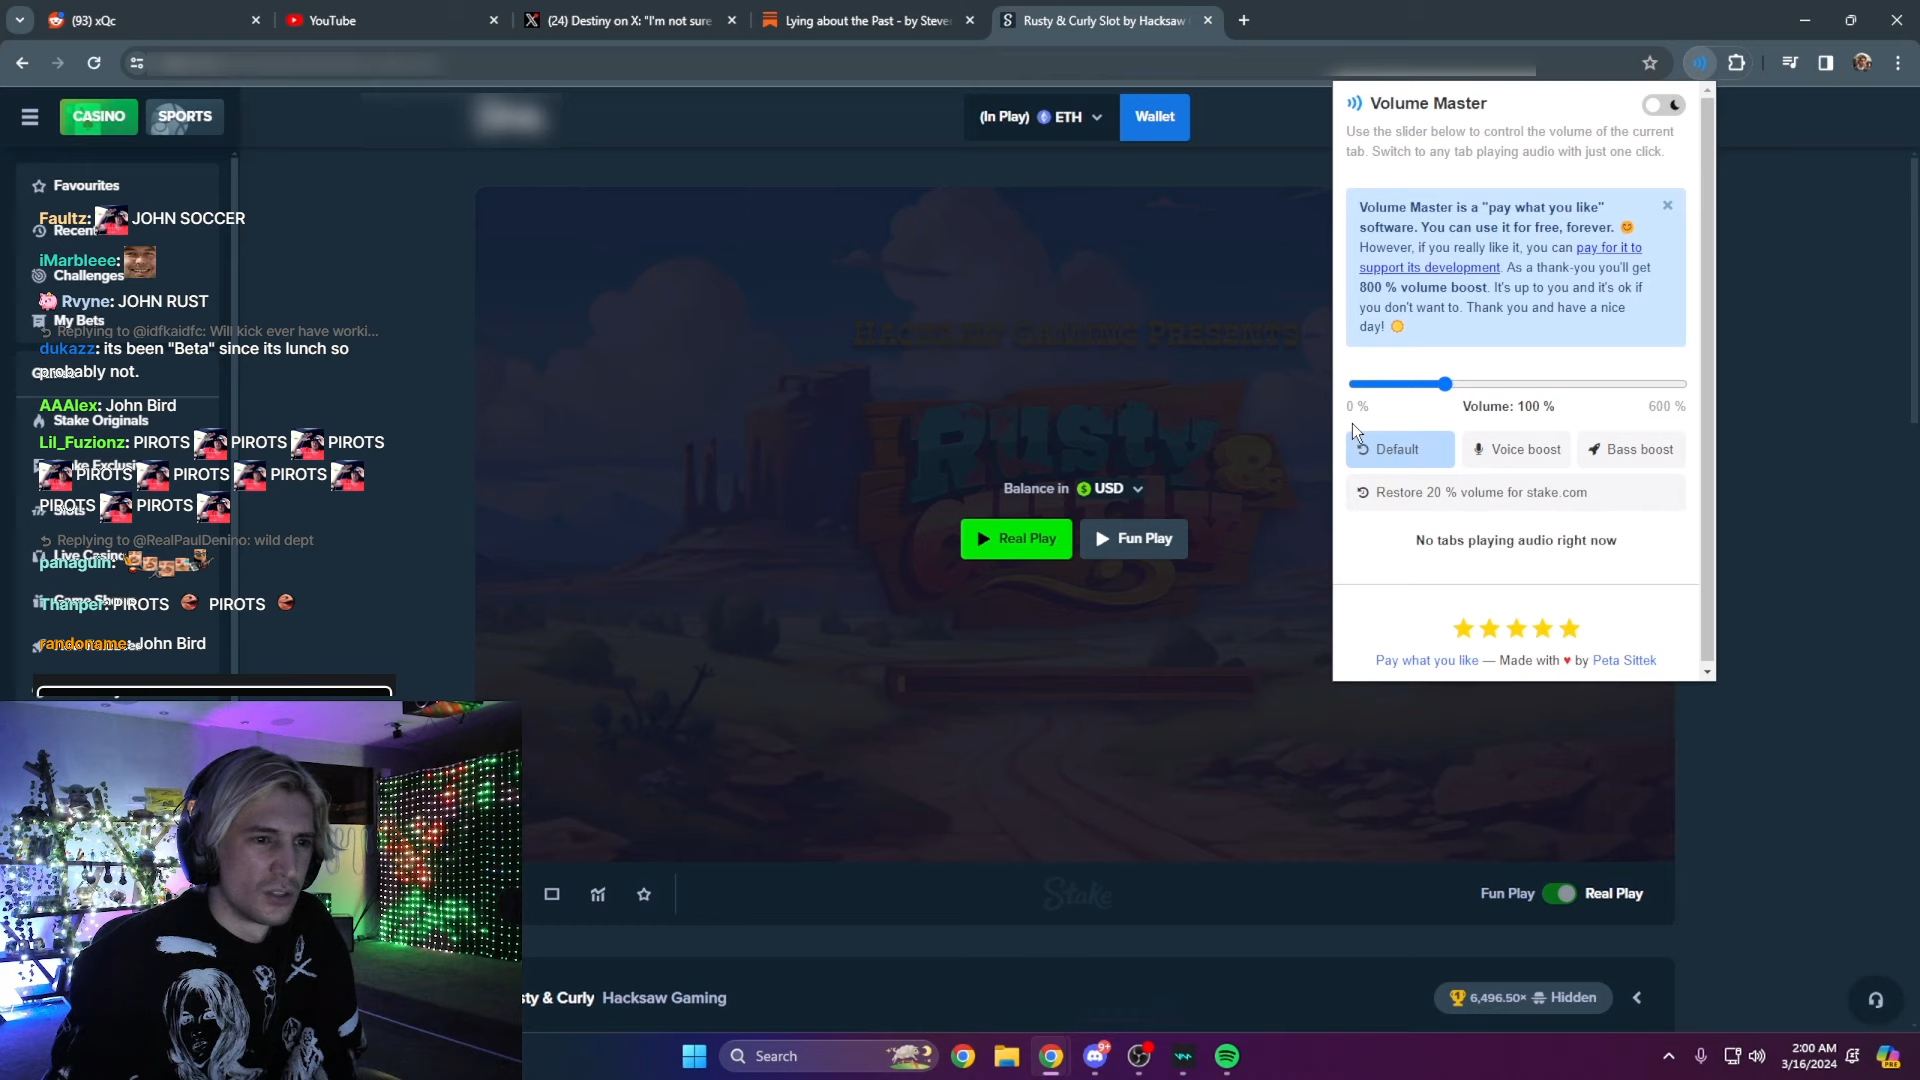 (93) xQc
YouTube
(24) Destiny on X: "I'm not sure
Lying about the Past - by Steve
Rusty & Curly Slot by Hacksaw
CASINO
SPORTS
(In Play) ETH
Wallet
Favourites
Faultz: JOHN SOCCER
Recent
iMarbleee:
Challenges
Rvyne: JOHN RUST
My Bets
Replying to @idfkaidfc: Will kick ever have worki...
dukazz: its been "Beta" since its lunch so
probably not.
AAAlex: John Bird
Stake Originals
Lil_Fuzionz: PIROTS PIROTS PIROTS
PIROTS PIROTS PIROTS
PIROTS PIROTS
Slots
Replying to @RealPaulDenino: wild dept
Live Casino
panaguin:
Thanper: PIROTS PIROTS
randoname: John Bird
HACKSAW GAMING PRESENTS
Rusty &
Curly
Balance in USD
Real Play
Fun Play
Stake
Fun Play
Real Play
sty & Curly Hacksaw Gaming
6,496.50× Hidden
Volume Master
Use the slider below to control the volume of the current
tab. Switch to any tab playing audio with just one click.
Volume Master is a "pay what you like"
software. You can use it for free, forever.
However, if you really like it, you can pay for it to
support its development. As a thank-you you'll get
800 % volume boost. It's up to you and it's ok if
you don't want to. Thank you and have a nice
day!
0 %
Volume: 100 %
600 %
Default
Voice boost
Bass boost
Restore 20 % volume for stake.com
No tabs playing audio right now
Pay what you like — Made with ♥ by Peta Sittek
Search
9+
2:00 AM
3/16/2024
PRE